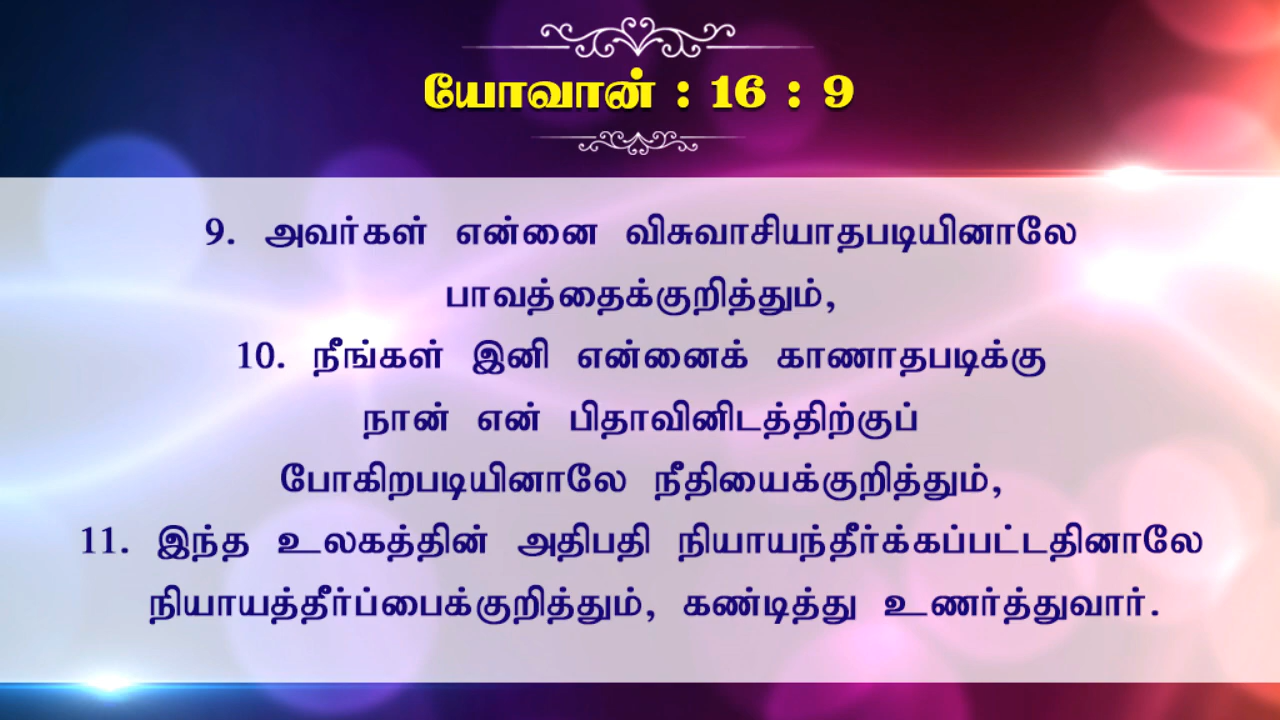 யோவான் : 16 : 9
9. அவர்கள் என்னை விசுவாசியாதபடியினாலே
பாவத்தைக்குறித்தும்,
10. நீங்கள் இனி என்னைக் காணாதபடிக்கு
நான் என் பிதாவினிடத்திற்குப்
போகிறபடியினாலே நீதியைக்குறித்தும்,
11. இந்த உலகத்தின் அதிபதி நியாயந்தீர்க்கப்பட்டதினாலே
நியாயத்தீர்ப்பைக்குறித்தும், கண்டித்து உணர்த்துவார்.